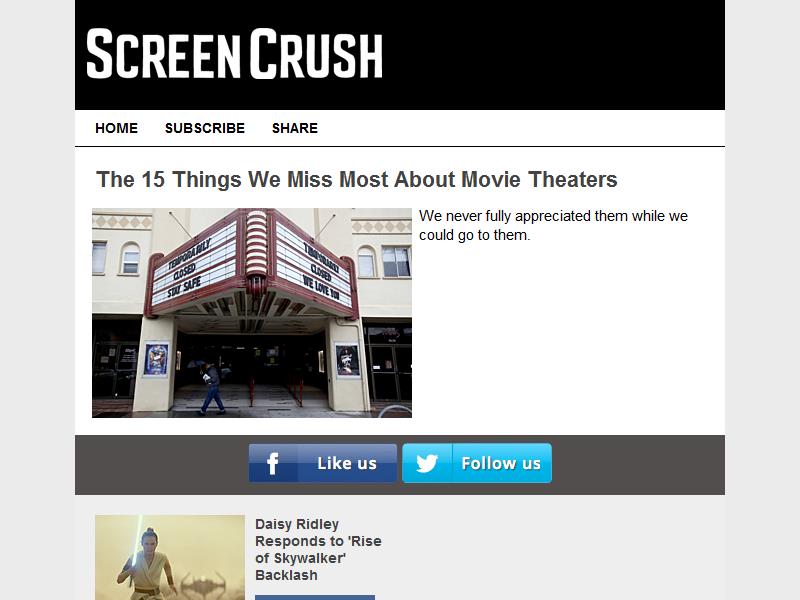 SCREENCRUSH
HOME SUBSCRIBE SHARE
The 15 Things We Miss Most About Movie Theaters
We never fully appreciated them while we
could go to them.
TEMPORARILY
CLOSED
STAY SAFE
TEMPORARILY
CLOSED
WE LOVE YOU
f Like us
Follow us
Daisy Ridley
Responds to 'Rise
of Skywalker'
Backlash